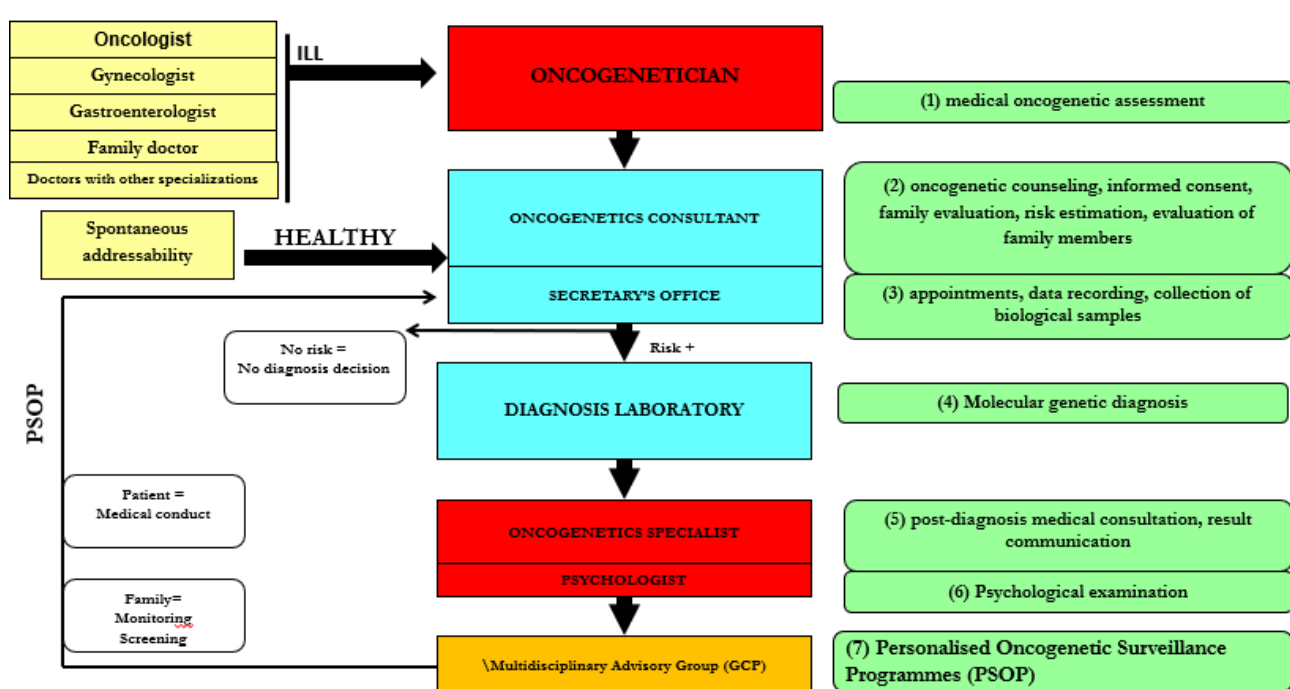 Oncologist
Gynecologist
Gastroenterologist
Family doctor
Doctors with other specializations
ILL
ONCOGENETICIAN
(1) medical oncogenetic assessment
Spontaneous
addressability
HEALTHY
ONCOGENETICS CONSULTANT
SECRETARY'S OFFICE
(2) oncogenetic counseling, informed consent,
family evaluation, risk estimation, evaluation of
family members
(3) appointments, data recording, collection of
biological samples
No risk =
No diagnosis decision
Risk +
DIAGNOSIS LABORATORY
(4) Molecular genetic diagnosis
PSOP
Patient =
Medical conduct
ONCOGENETICS SPECIALIST
PSYCHOLOGIST
(5) post-diagnosis medical consultation, result
communication
(6) Psychological examination
Family=
Monitoring
Screening
\Multidisciplinary Advisory Group (GCP)
(7) Personalised Oncogenetic Surveillance
Programmes (PSOP)